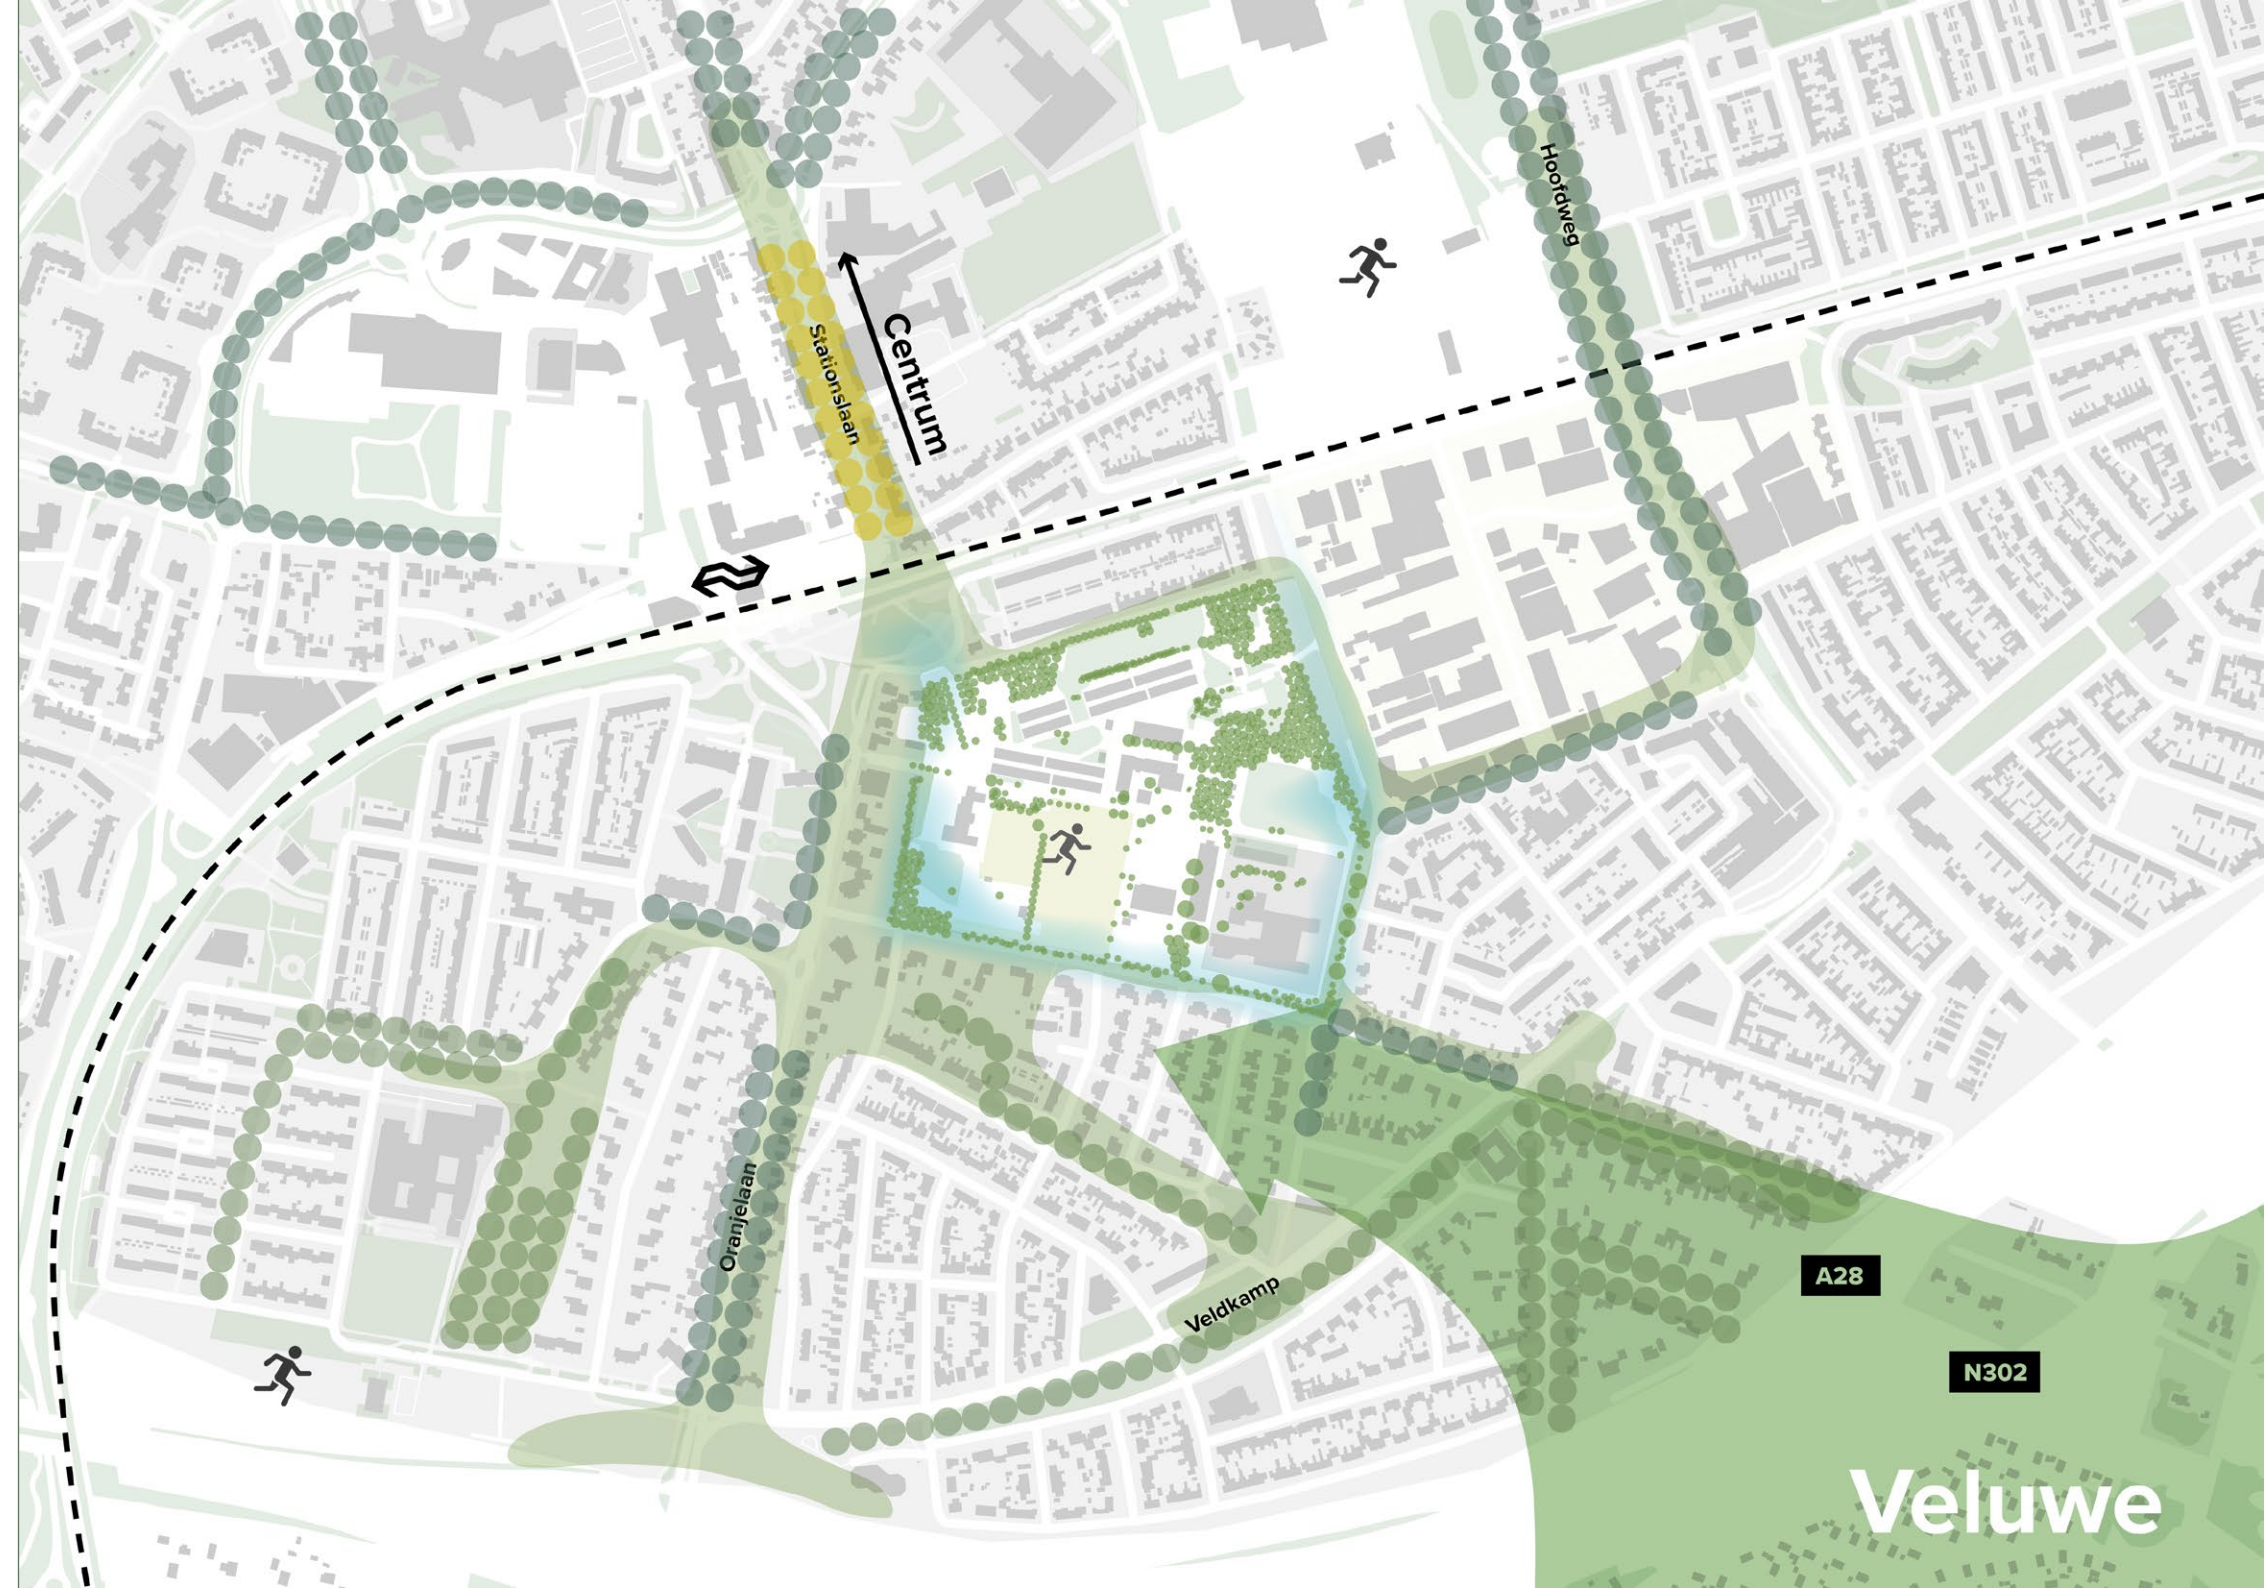 Hoofdweg
Centrum
Stationslaan
Oranjelaan
Veldkamp
A28
N302
Veluwe